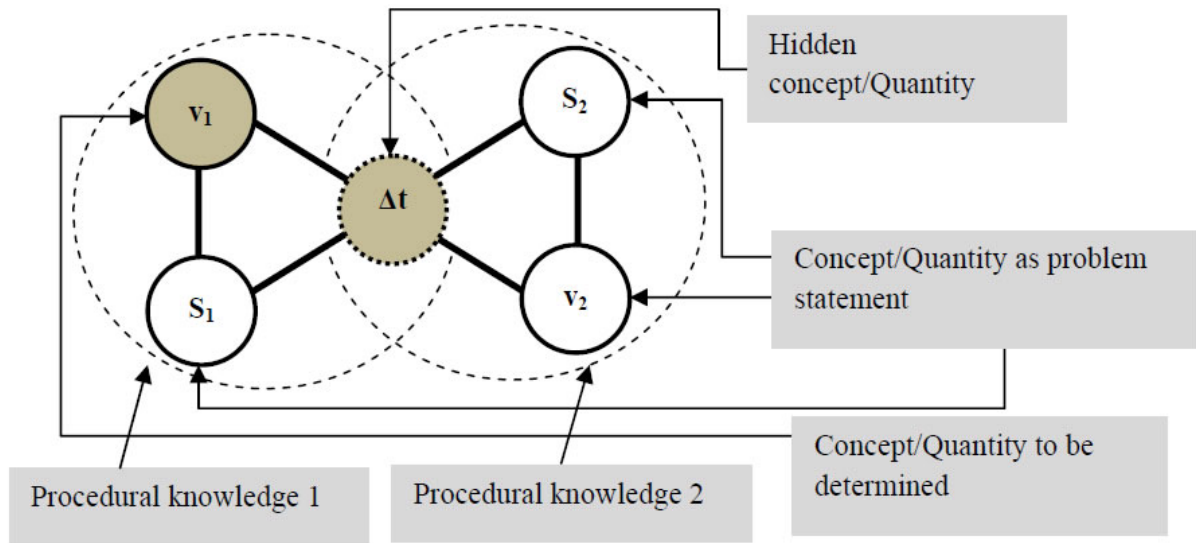 Hidden
concept/Quantity
v₁
S₂
Δt
S₁
v₂
Concept/Quantity as problem
statement
Concept/Quantity to be
determined
Procedural knowledge 1
Procedural knowledge 2